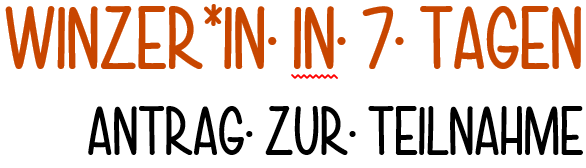 WINZER*IN· IN· 7· TAGEN
ANTRAG· ZUR· TEILNAHME